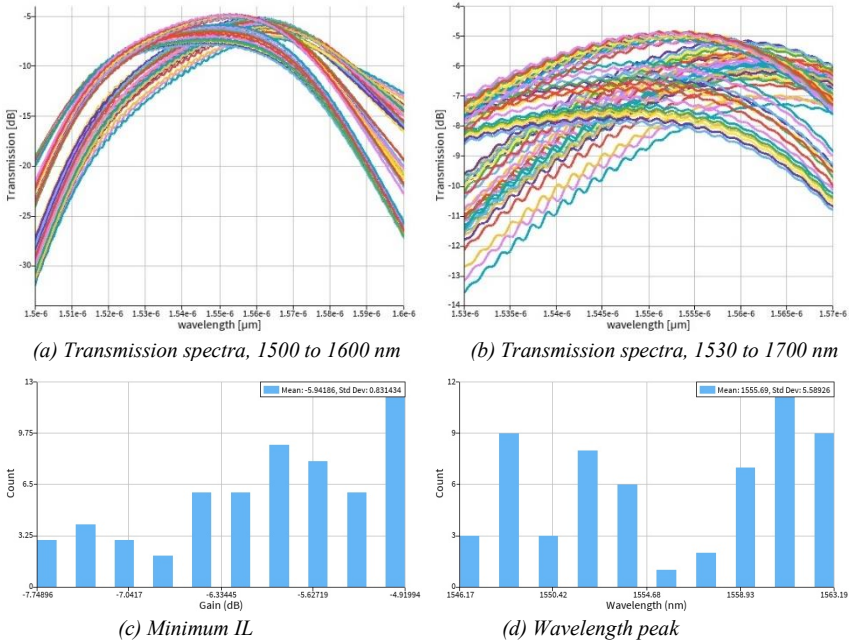 -5
-10
-15
-20
-25
-30
Transmission [dB]
1.5e-6 1.51e-6 1.52e-6 1.53e-6 1.54e-6 1.55e-6 1.56e-6 1.57e-6 1.58e-6 1.59e-6 1.6e-6
wavelength [µm]
-4
-5
-6
-7
-8
-9
-10
-11
-12
-13
-14
Transmission [dB]
1.53e-6 1.535e-6 1.54e-6 1.545e-6 1.55e-6 1.555e-6 1.56e-6 1.565e-6 1.57e-6
wavelength [µm]
(a) Transmission spectra, 1500 to 1600 nm
(b) Transmission spectra, 1530 to 1700 nm
13
9.75
6.5
3.25
0
Count
Mean: -5.94186, Std Dev: 0.831434
-7.74896 -7.0417 -6.33445 -5.62719 -4.91994
Gain (dB)
12
9
6
3
0
Count
Mean: 1555.69, Std Dev: 5.58926
1546.17 1550.42 1554.68 1558.93 1563.19
Wavelength (nm)
(c) Minimum IL
(d) Wavelength peak